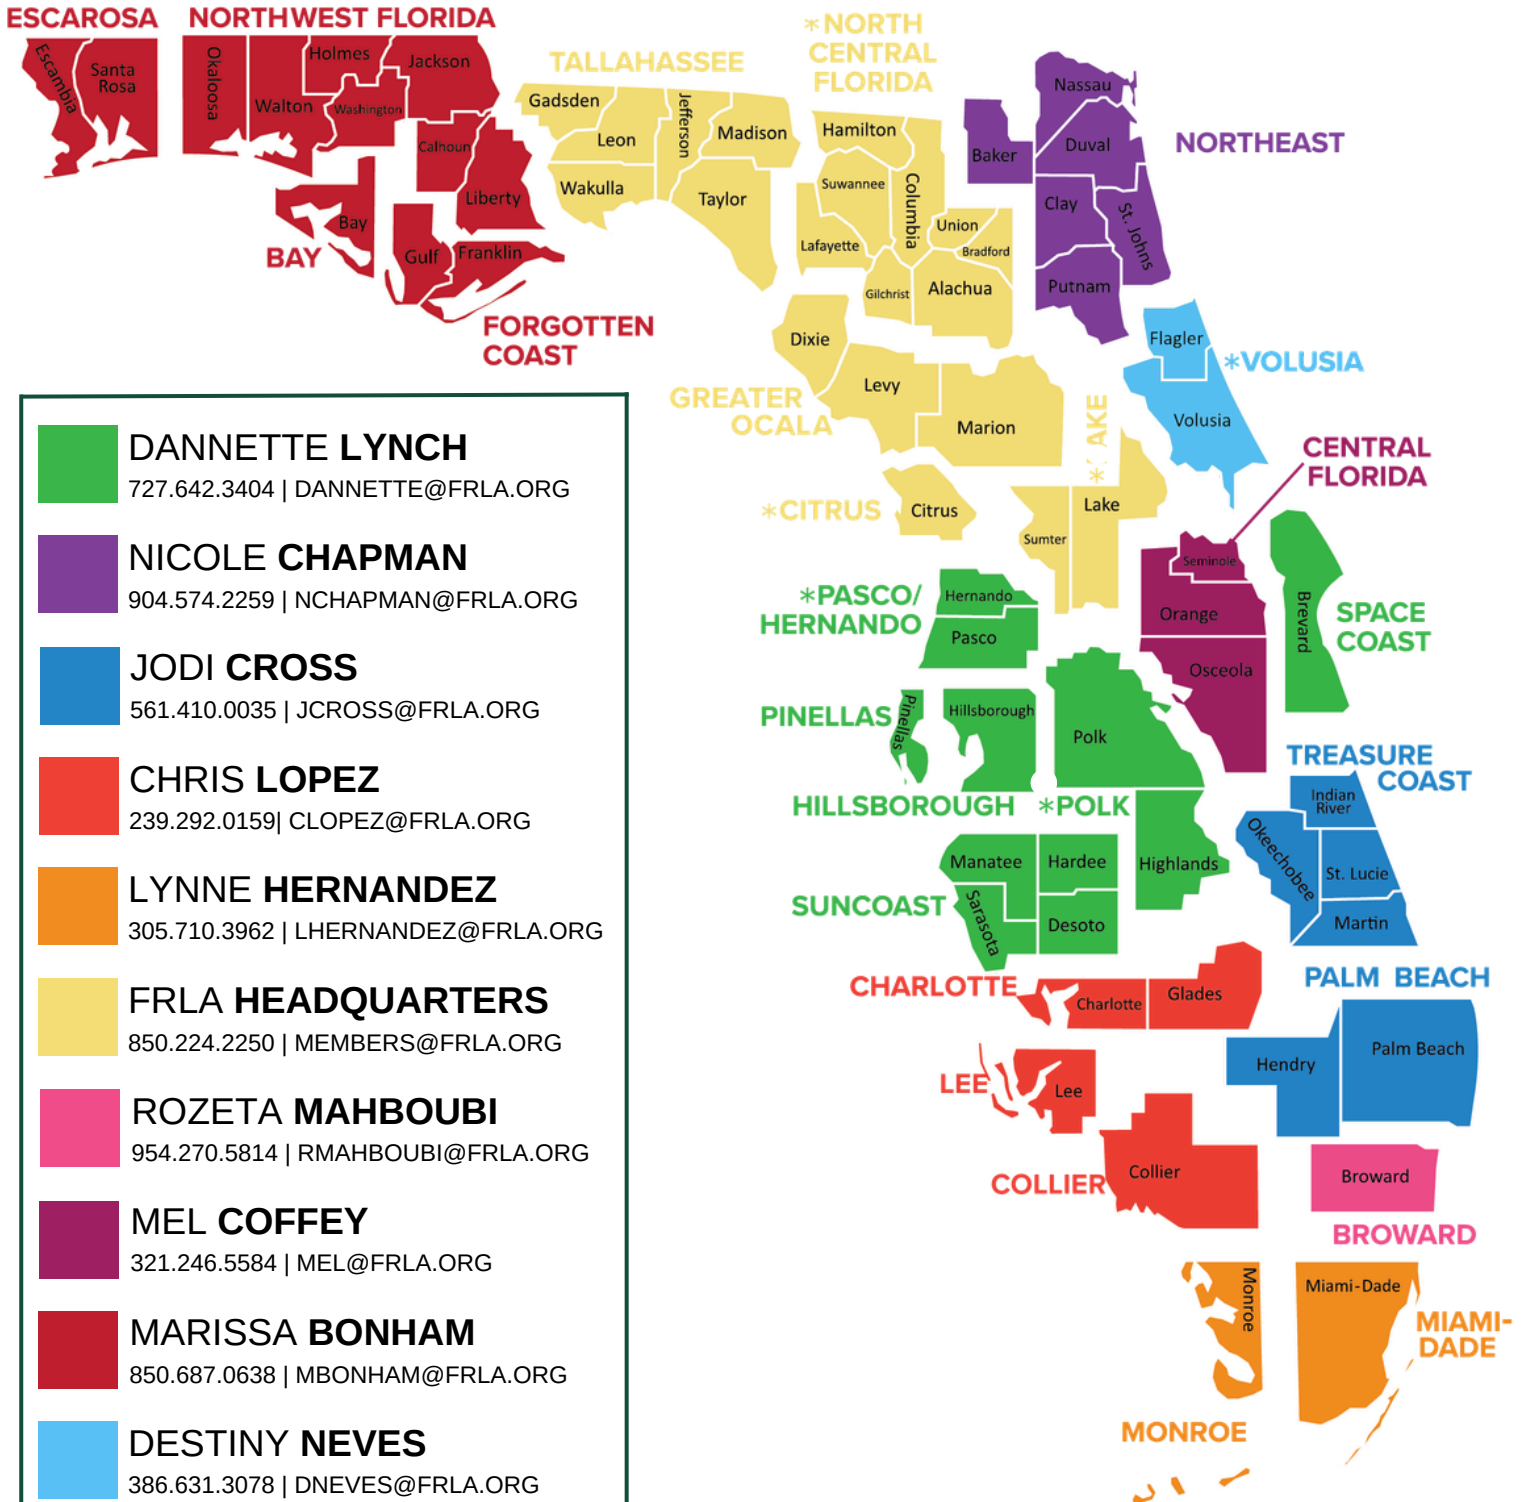 ESCAROSA
NORTHWEST FLORIDA
Escambia
Santa
Rosa
Okaloosa
Walton
Holmes
Washington
Jackson
Calhoun
Liberty
Bay
BAY
Gulf
Franklin
FORGOTTEN
COAST
TALLAHASSEE
Gadsden
Leon
Jefferson
Madison
Wakulla
Taylor
*NORTH
CENTRAL
FLORIDA
Hamilton
Suwannee
Columbia
Lafayette
Union
Bradford
Gilchrist
Alachua
NORTHEAST
Nassau
Baker
Duval
Clay
St. Johns
Putnam
Flagler
*VOLUSIA
Volusia
Dixie
Levy
Marion
GREATER
OCALA
*CITRUS
Citrus
*LAKE
Lake
Sumter
CENTRAL
FLORIDA
Seminole
Orange
Osceola
Brevard
SPACE
COAST
*PASCO/
HERNANDO
Hernando
Pasco
PINELLAS
Pinellas
Hillsborough
Polk
HILLSBOROUGH
*POLK
Manatee
Hardee
Highlands
SUNCOAST
Sarasota
Desoto
TREASURE
COAST
Indian
River
Okeechobee
St. Lucie
Martin
CHARLOTTE
Charlotte
Glades
PALM BEACH
Hendry
Palm Beach
LEE
Lee
COLLIER
Collier
Broward
BROWARD
Monroe
Miami-Dade
MIAMI-
DADE
MONROE
DANNETTE LYNCH
727.642.3404 | DANNETTE@FRLA.ORG
NICOLE CHAPMAN
904.574.2259 | NCHAPMAN@FRLA.ORG
JODI CROSS
561.410.0035 | JCROSS@FRLA.ORG
CHRIS LOPEZ
239.292.0159| CLOPEZ@FRLA.ORG
LYNNE HERNANDEZ
305.710.3962 | LHERNANDEZ@FRLA.ORG
FRLA HEADQUARTERS
850.224.2250 | MEMBERS@FRLA.ORG
ROZETA MAHBOUBI
954.270.5814 | RMAHBOUBI@FRLA.ORG
MEL COFFEY
321.246.5584 | MEL@FRLA.ORG
MARISSA BONHAM
850.687.0638 | MBONHAM@FRLA.ORG
DESTINY NEVES
386.631.3078 | DNEVES@FRLA.ORG